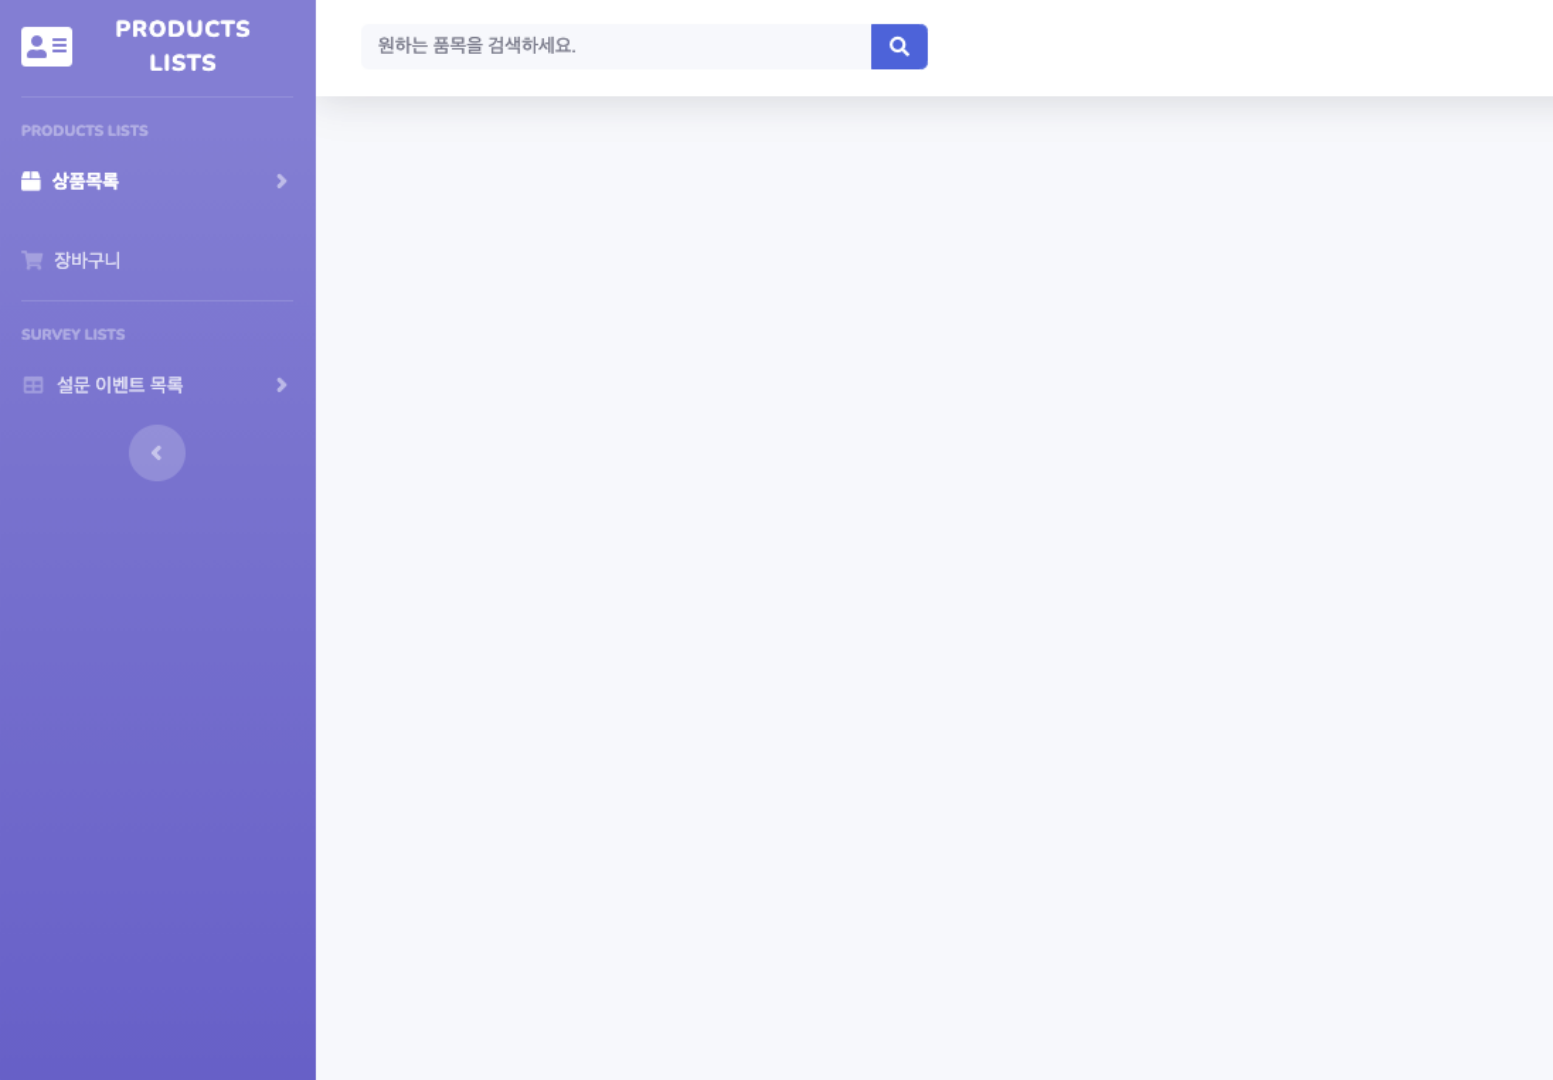 PRODUCTS
LISTS
원하는 품목을 검색하세요.
PRODUCTS LISTS
상품목록
장바구니
SURVEY LISTS
설문 이벤트 목록